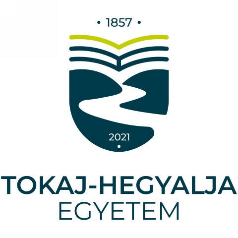 • 1857 •
2021
TOKAJ-HEGYALJA
EGYETEM